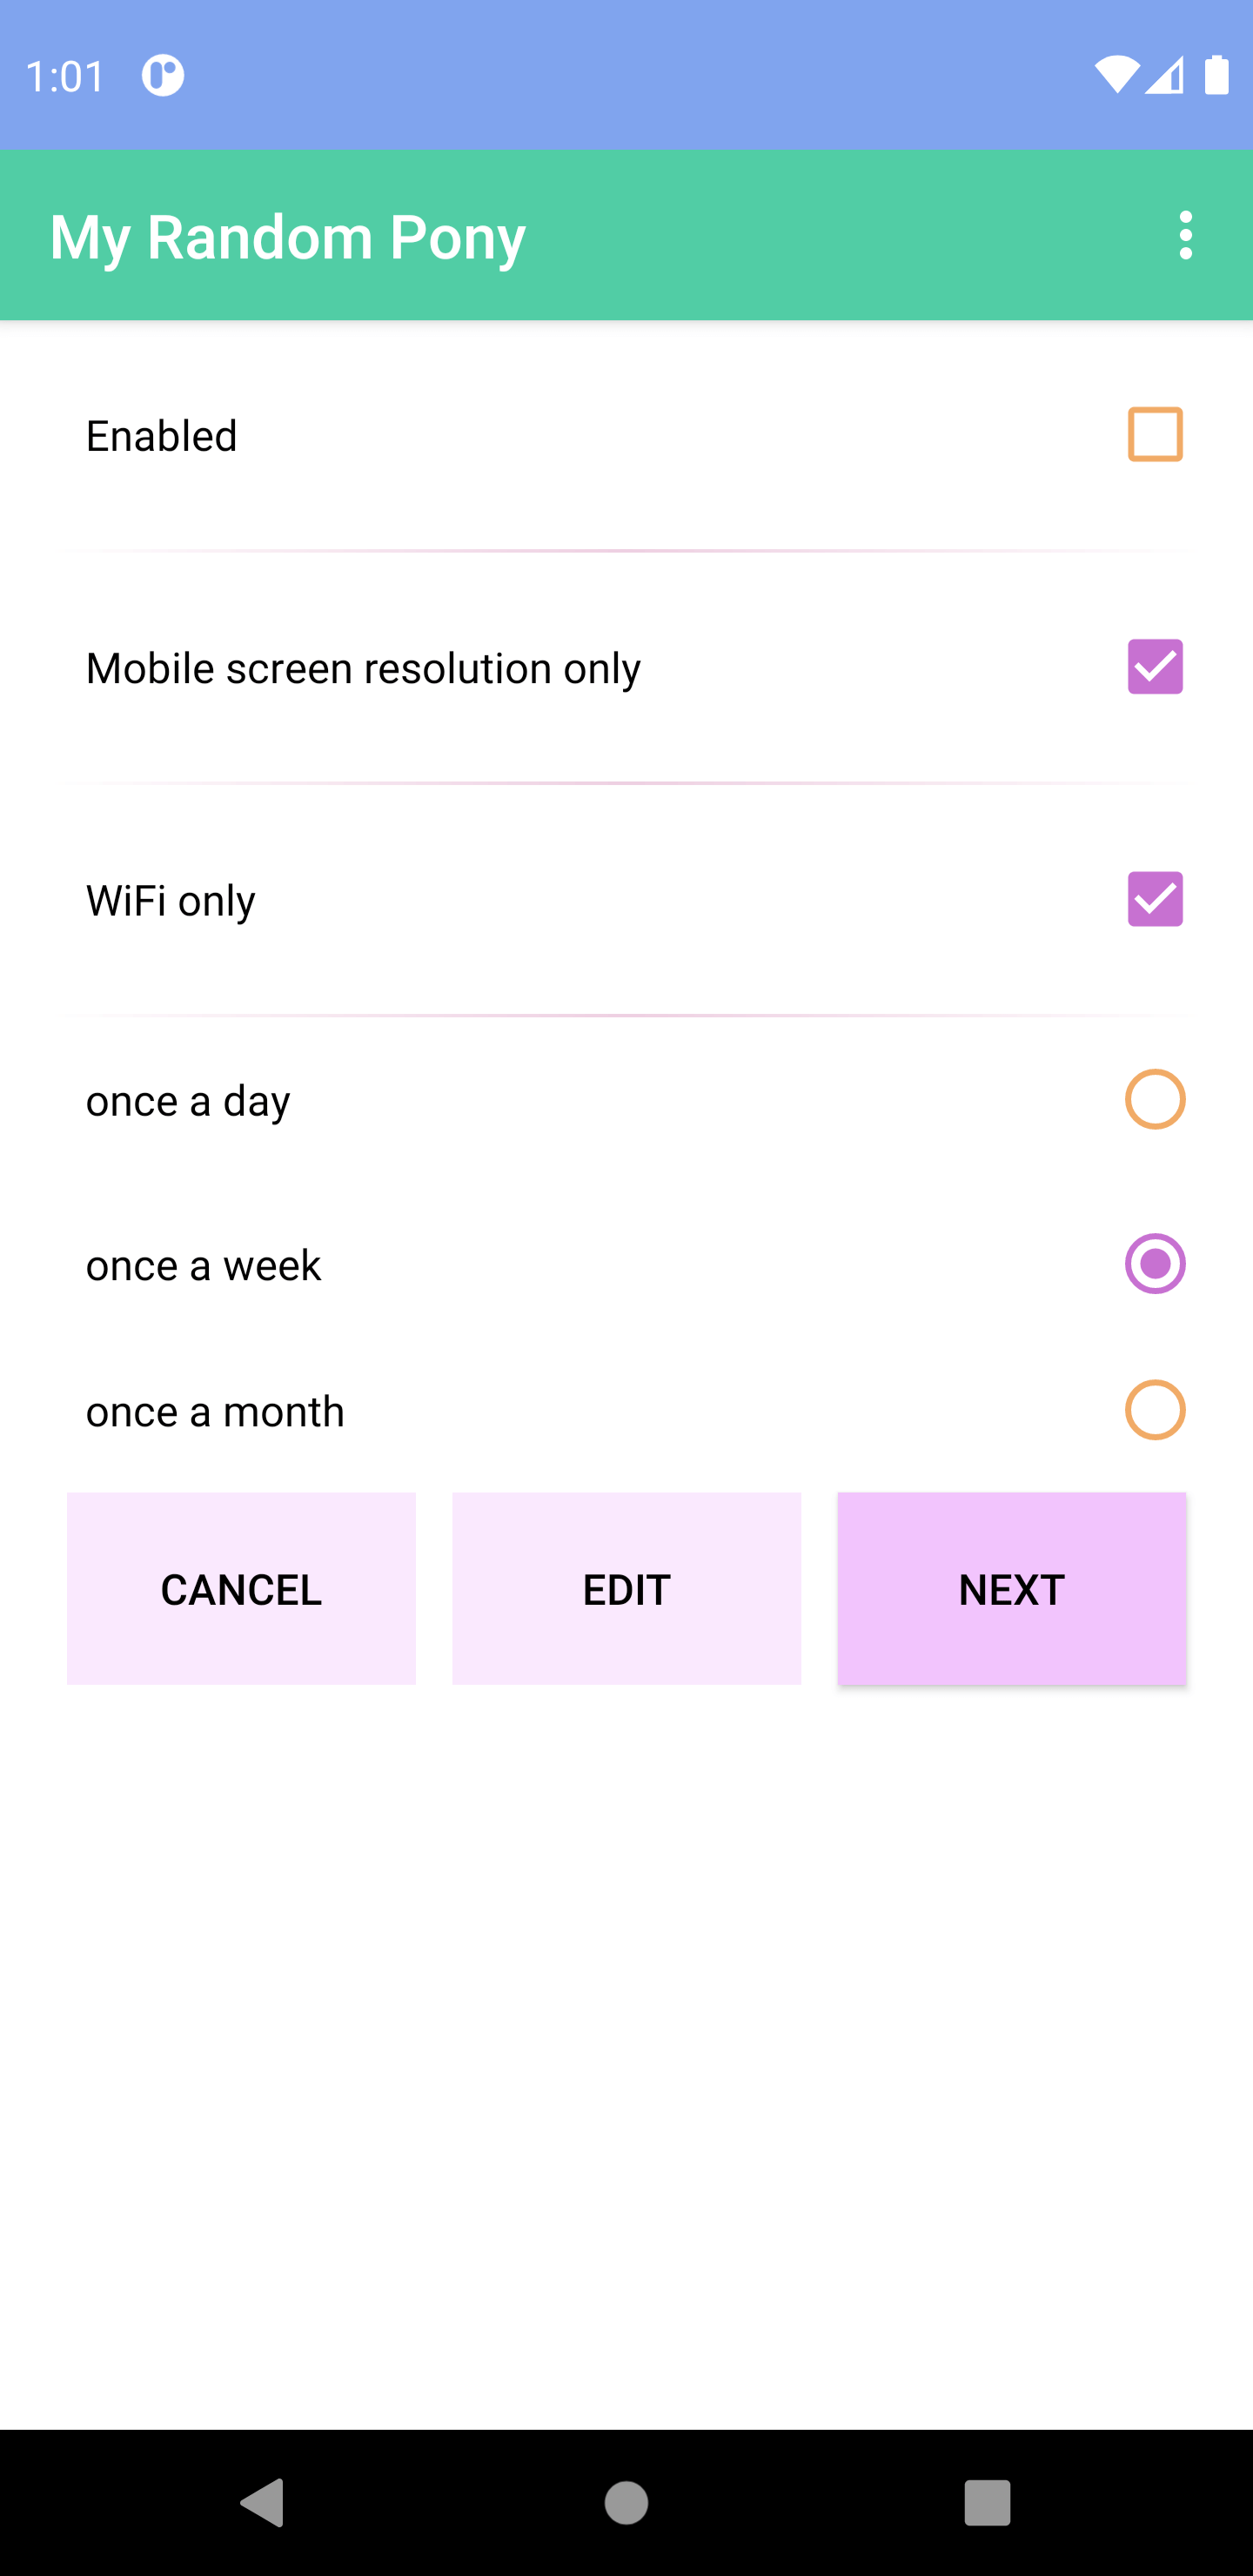 1:01
My Random Pony
Enabled
Mobile screen resolution only
WiFi only
once a day
once a week
once a month
CANCEL EDIT NEXT